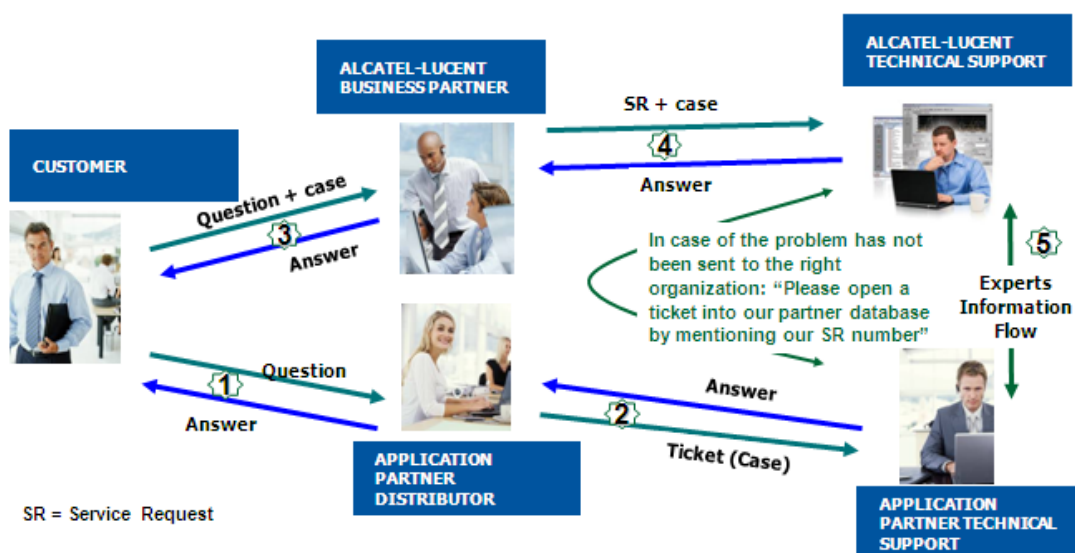 ALCATEL-LUCENT
TECHNICAL SUPPORT
ALCATEL-LUCENT
BUSINESS PARTNER
SR + case
4
Answer
CUSTOMER
Question + case
3
Answer
In case of the problem has not
been sent to the right
organization: “Please open a
ticket into our partner database
by mentioning our SR number”
5
Experts
Information
Flow
Question
1
Answer
Answer
2
Ticket (Case)
APPLICATION
PARTNER
DISTRIBUTOR
APPLICATION
PARTNER TECHNICAL
SUPPORT
SR = Service Request